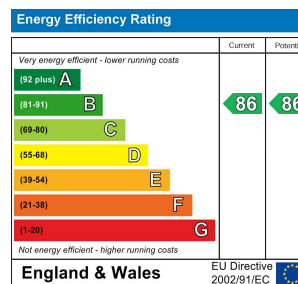 Energy Efficiency Rating
Current Potenti
Very energy efficient - lower running costs
(92 plus) A
(81-91) B
86 86
(69-80) C
(55-68) D
(39-54) E
(21-38) F
(1-20) G
Not energy efficient - higher running costs
England & Wales
EU Directive
2002/91/EC